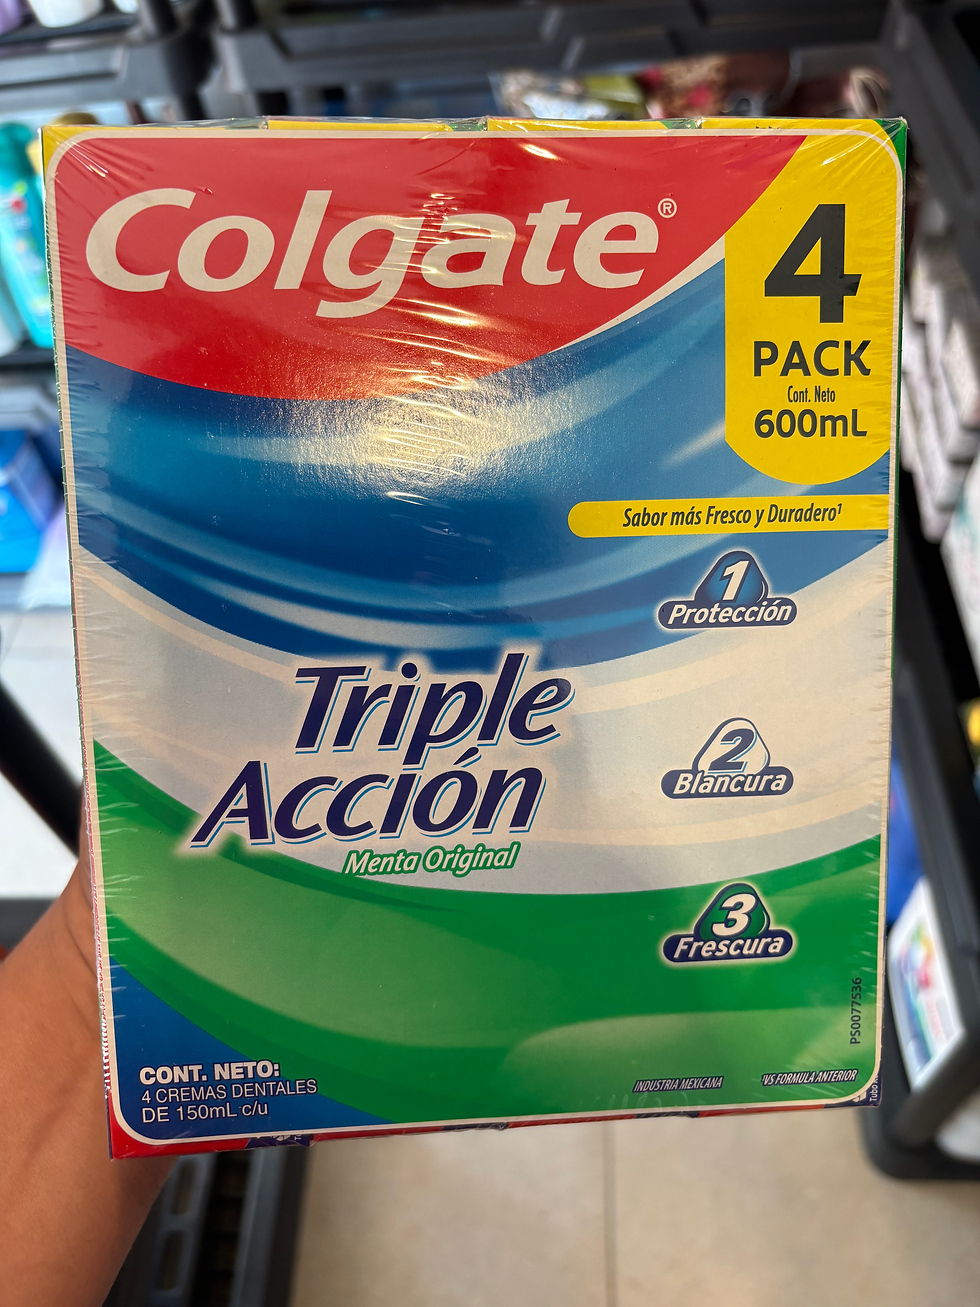 Colgate®
4
PACK
Cont. Neto
600mL
Sabor más Fresco y Duradero¹
1
Protección
Triple
Acción
Menta Original
2
Blancura
3
Frescura
PS0077536
CONT. NETO:
4 CREMAS DENTALES
DE 150mL c/u
INDUSTRIA MEXICANA
¹VS FORMULA ANTERIOR